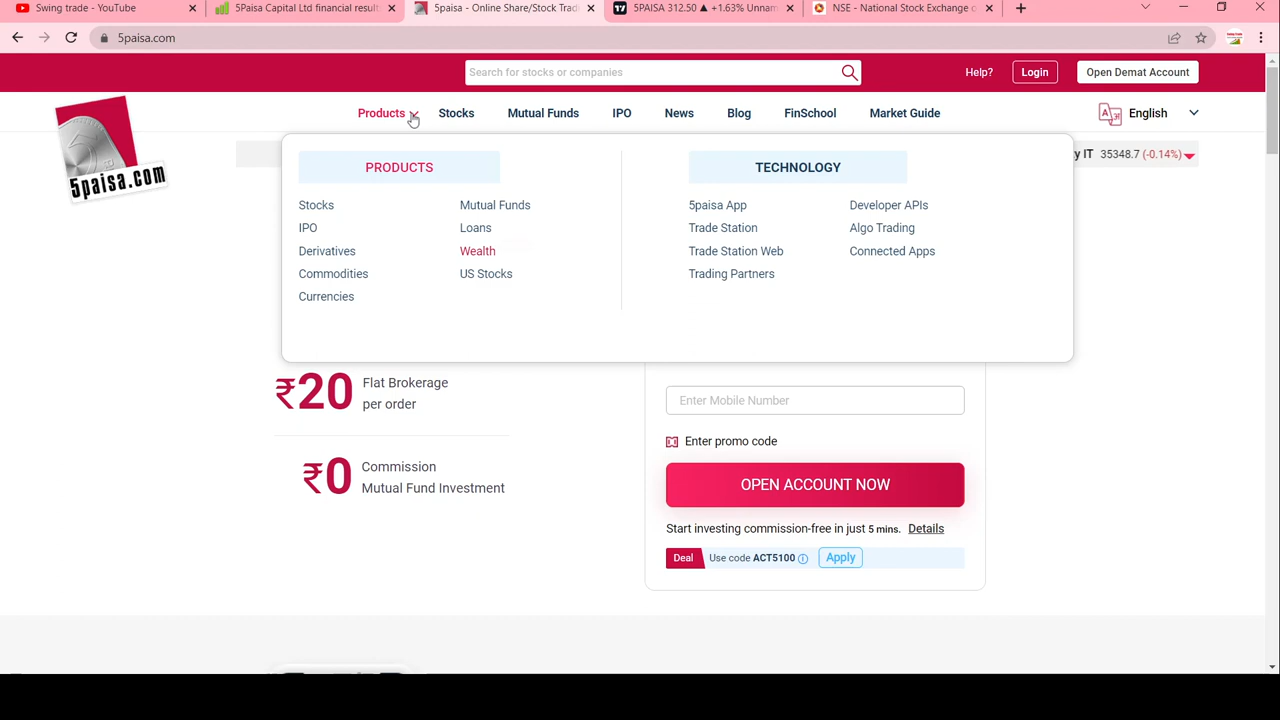 Swing trade - YouTube
5Paisa Capital Ltd financial result
5paisa - Online Share/Stock Trad
5PAISA 312.50 ▲ +1.63% Unnam
NSE - National Stock Exchange o
5paisa.com
Search for stocks or companies
Help?
Login
Open Demat Account
Products
Stocks
Mutual Funds
IPO
News
Blog
FinSchool
Market Guide
English
5paisa.com
y IT 35348.7 (-0.14%)
PRODUCTS
TECHNOLOGY
Stocks
Mutual Funds
5paisa App
Developer APIs
IPO
Loans
Trade Station
Algo Trading
Derivatives
Wealth
Trade Station Web
Connected Apps
Commodities
US Stocks
Trading Partners
Currencies
₹20
Flat Brokerage
per order
Enter Mobile Number
Enter promo code
₹0
Commission
Mutual Fund Investment
OPEN ACCOUNT NOW
Start investing commission-free in just 5 mins. Details
Deal
Use code ACT5100
Apply